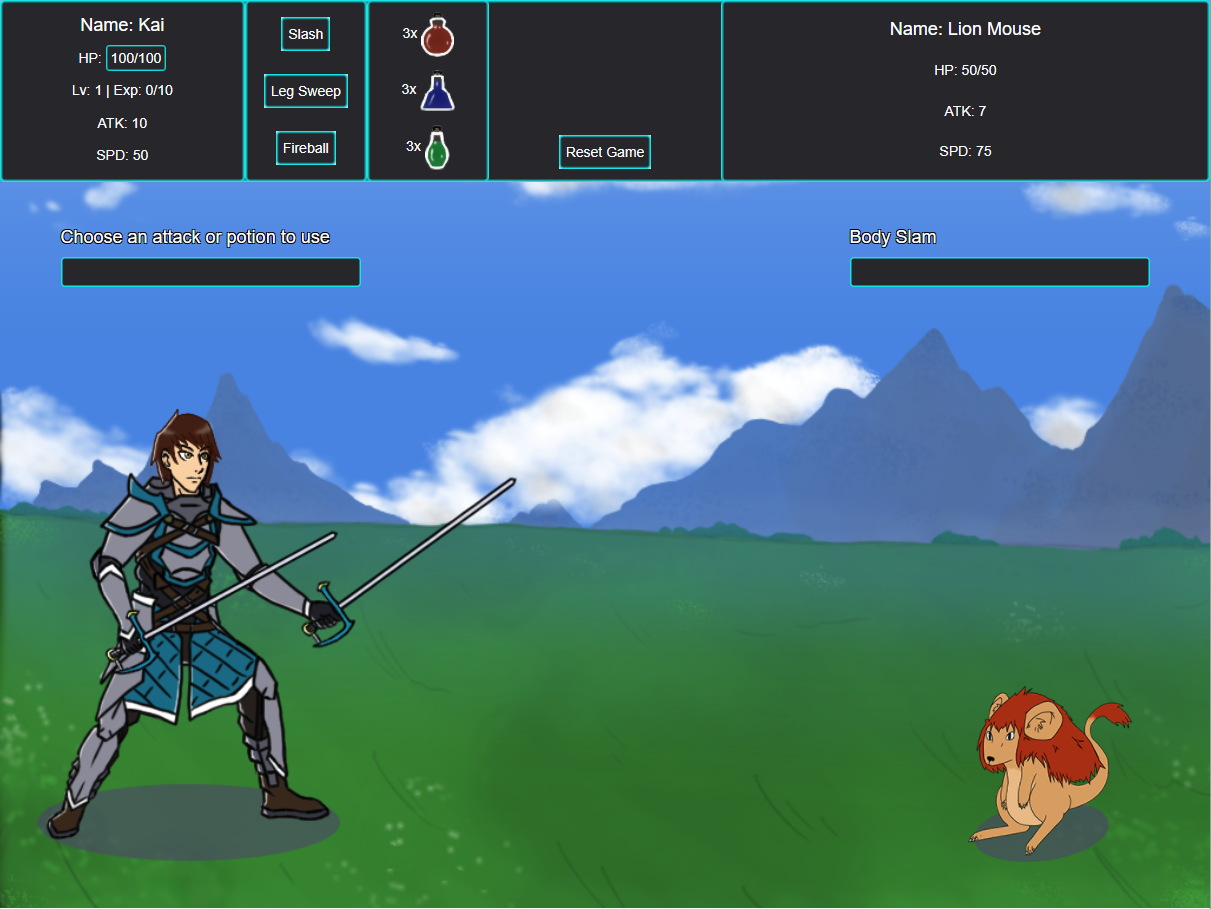 Name: Kai
HP: 100/100
Lv: 1 | Exp: 0/10
ATK: 10
SPD: 50
Slash
Leg Sweep
Fireball
3x
3x
3x
Reset Game
Name: Lion Mouse
HP: 50/50
ATK: 7
SPD: 75
Choose an attack or potion to use
Body Slam